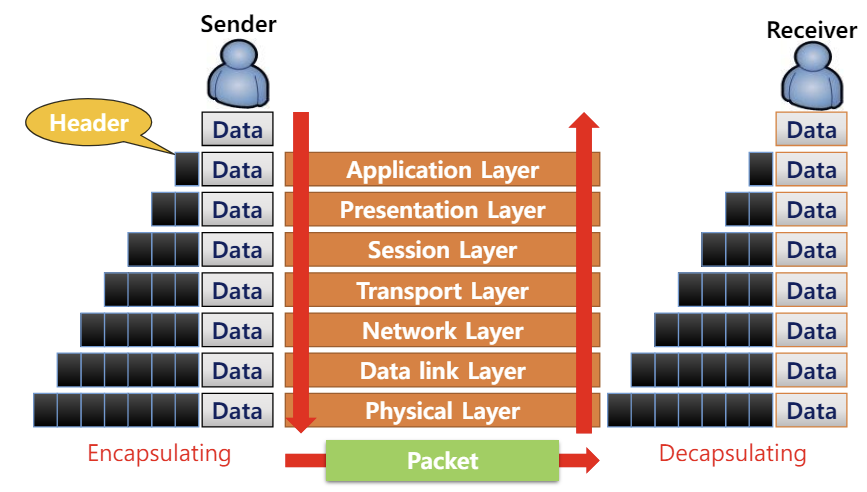 Sender
Receiver
Header
Data
Data
Data Application Layer Data
Data Presentation Layer Data
Data Session Layer Data
Data Transport Layer Data
Data Network Layer Data
Data Data link Layer Data
Data Physical Layer Data
Encapsulating
Packet
Decapsulating